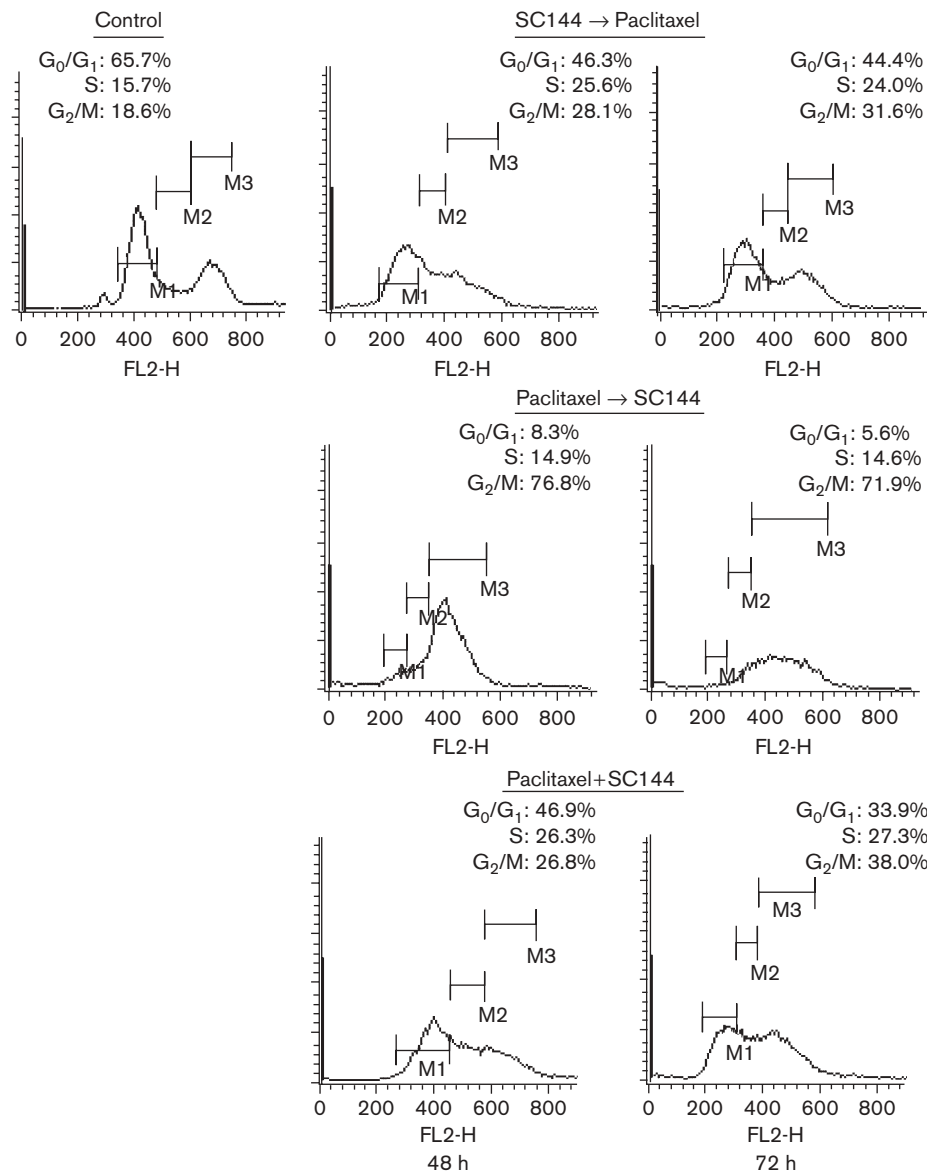 Control
G0/G1: 65.7%
S: 15.7%
G2/M: 18.6%
M3
M2
M1
0 200 400 600 800
FL2-H
SC144 → Paclitaxel
G0/G1: 46.3%
S: 25.6%
G2/M: 28.1%
M3
M2
M1
0 200 400 600 800
FL2-H
G0/G1: 44.4%
S: 24.0%
G2/M: 31.6%
M3
M2
M1
0 200 400 600 800
FL2-H
Paclitaxel → SC144
G0/G1: 8.3%
S: 14.9%
G2/M: 76.8%
M3
M2
M1
0 200 400 600 800
FL2-H
G0/G1: 5.6%
S: 14.6%
G2/M: 71.9%
M3
M2
M1
0 200 400 600 800
FL2-H
Paclitaxel+SC144
G0/G1: 46.9%
S: 26.3%
G2/M: 26.8%
M3
M2
M1
0 200 400 600 800
FL2-H
48 h
G0/G1: 33.9%
S: 27.3%
G2/M: 38.0%
M3
M2
M1
0 200 400 600 800
FL2-H
72 h